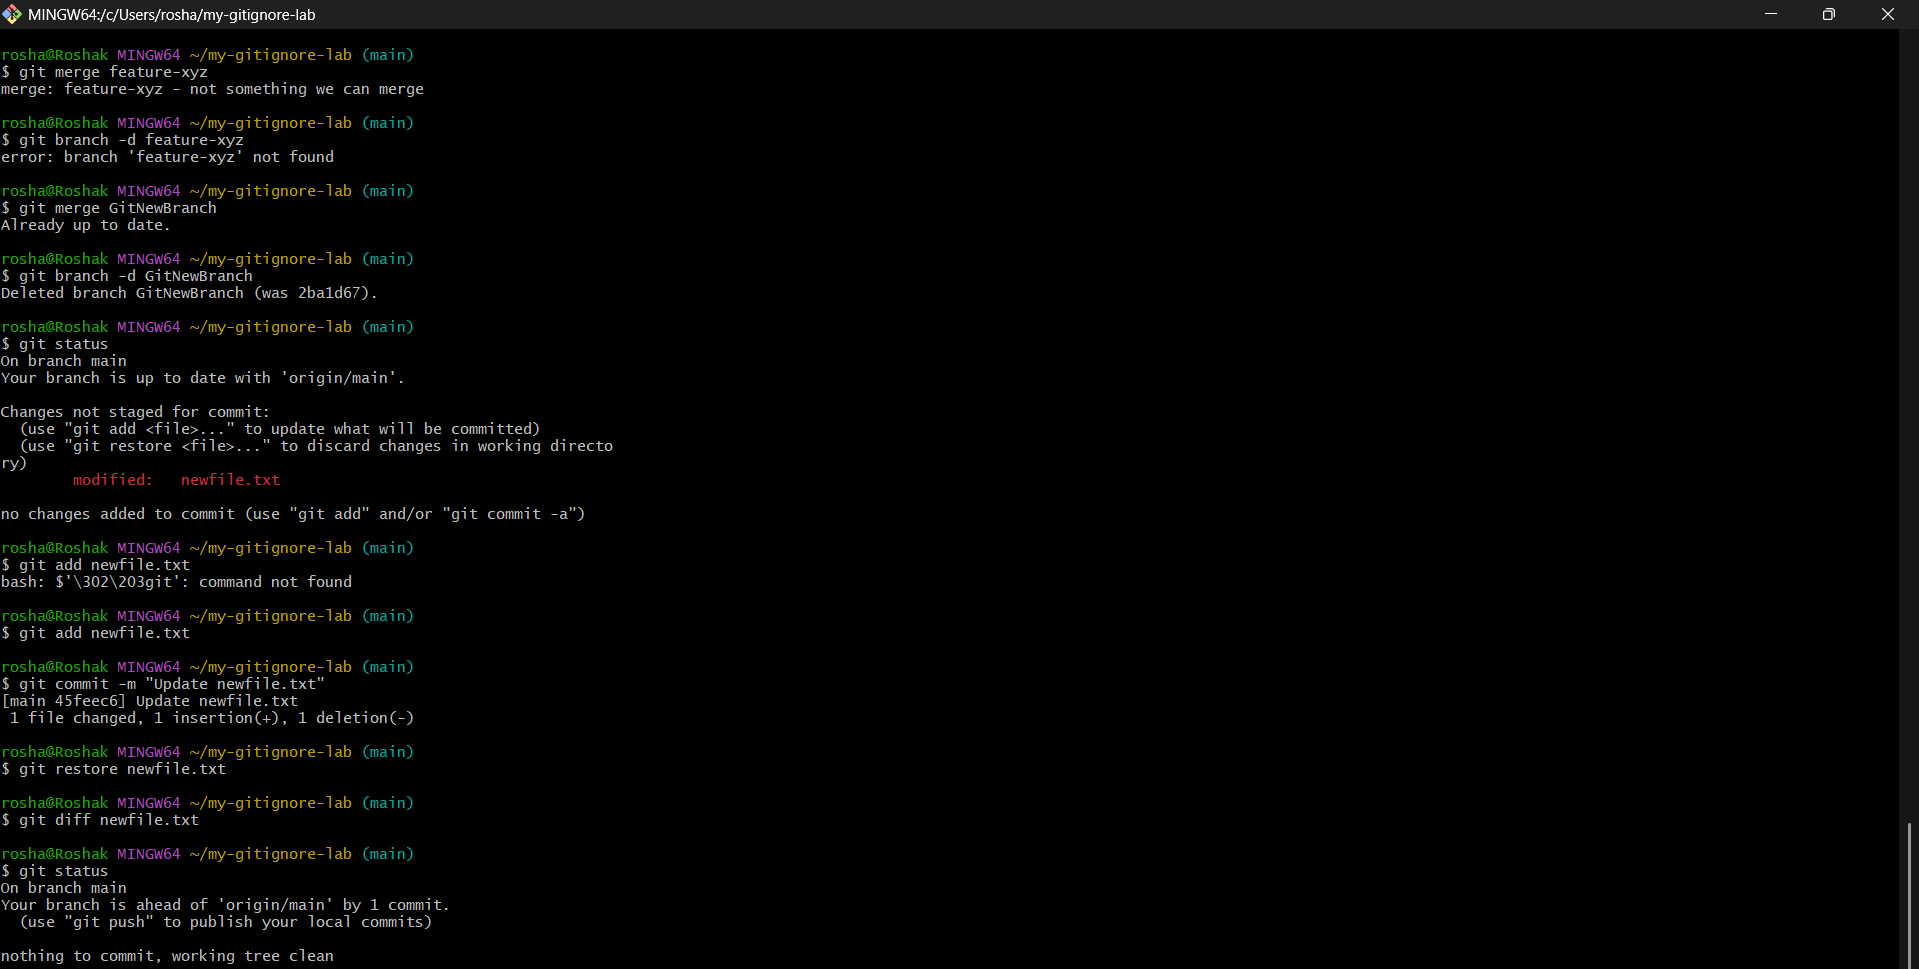 MINGW64:/c/Users/rosha/my-gitignore-lab
rosha@Roshak MINGW64 ~/my-gitignore-lab (main)
$ git merge feature-xyz
merge: feature-xyz - not something we can merge
rosha@Roshak MINGW64 ~/my-gitignore-lab (main)
$ git branch -d feature-xyz
error: branch 'feature-xyz' not found
rosha@Roshak MINGW64 ~/my-gitignore-lab (main)
$ git merge GitNewBranch
Already up to date.
rosha@Roshak MINGW64 ~/my-gitignore-lab (main)
$ git branch -d GitNewBranch
Deleted branch GitNewBranch (was 2ba1d67).
rosha@Roshak MINGW64 ~/my-gitignore-lab (main)
$ git status
On branch main
Your branch is up to date with 'origin/main'.
Changes not staged for commit:
  (use "git add <file>..." to update what will be committed)
  (use "git restore <file>..." to discard changes in working directo
ry)
        modified:   newfile.txt
no changes added to commit (use "git add" and/or "git commit -a")
rosha@Roshak MINGW64 ~/my-gitignore-lab (main)
$ git add newfile.txt
bash: $'\302\203git': command not found
rosha@Roshak MINGW64 ~/my-gitignore-lab (main)
$ git add newfile.txt
rosha@Roshak MINGW64 ~/my-gitignore-lab (main)
$ git commit -m "Update newfile.txt"
[main 45feec6] Update newfile.txt
 1 file changed, 1 insertion(+), 1 deletion(-)
rosha@Roshak MINGW64 ~/my-gitignore-lab (main)
$ git restore newfile.txt
rosha@Roshak MINGW64 ~/my-gitignore-lab (main)
$ git diff newfile.txt
rosha@Roshak MINGW64 ~/my-gitignore-lab (main)
$ git status
On branch main
Your branch is ahead of 'origin/main' by 1 commit.
  (use "git push" to publish your local commits)
nothing to commit, working tree clean